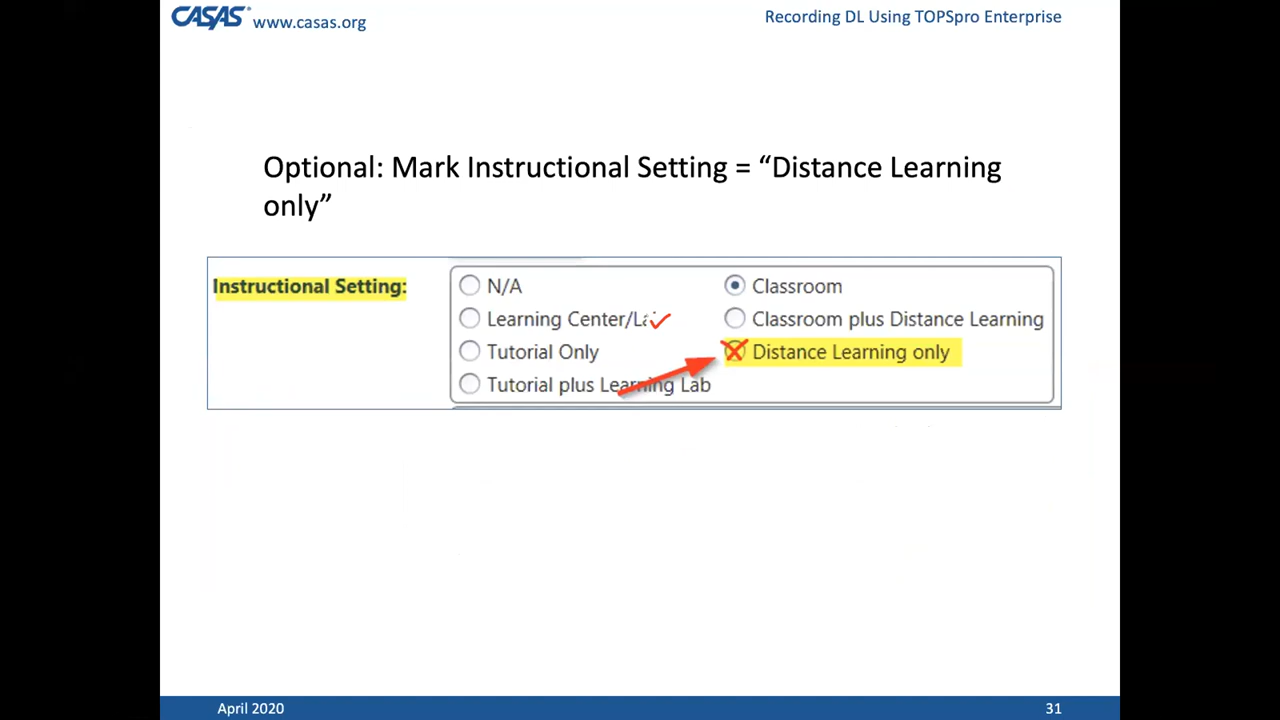 CASAS www.casas.org
Recording DL Using TOPSpro Enterprise
Optional: Mark Instructional Setting = “Distance Learning
only”
Instructional Setting:
N/A
Classroom
Learning Center/La
Classroom plus Distance Learning
Tutorial Only
Distance Learning only
Tutorial plus Learning Lab
April 2020
31